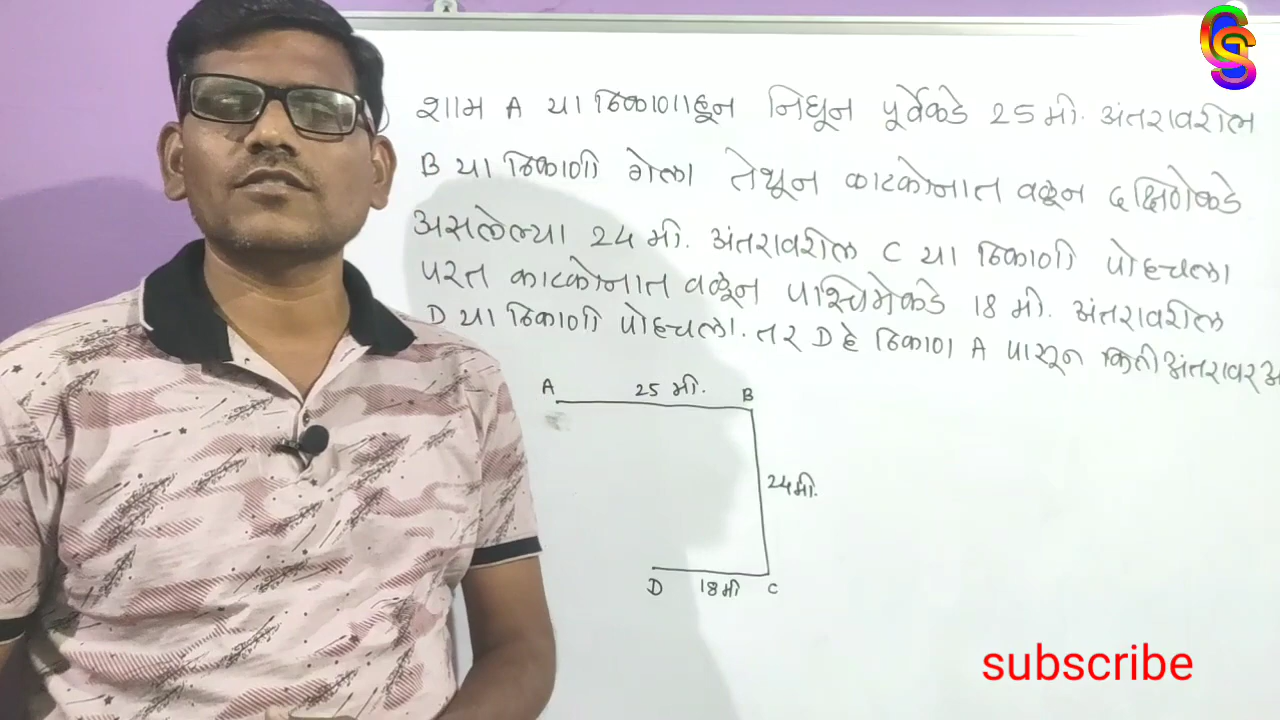 शाम A या ठिकाणाहून निघून पूर्वेकडे 25 मी. अंतरावरील
B या ठिकाणी गेला तेथून काटकोनात वळून दक्षिणेकडे
असलेल्या 24 मी. अंतरावरील C या ठिकाणी पोहचला
परत काटकोनात वळून पश्चिमेकडे 18 मी. अंतरावरील
D या ठिकाणी पोहचला. तर D हे ठिकाण A पासून किती अंतरावर
A 25 मी. B
24 मी.
D 18 मी C
subscribe